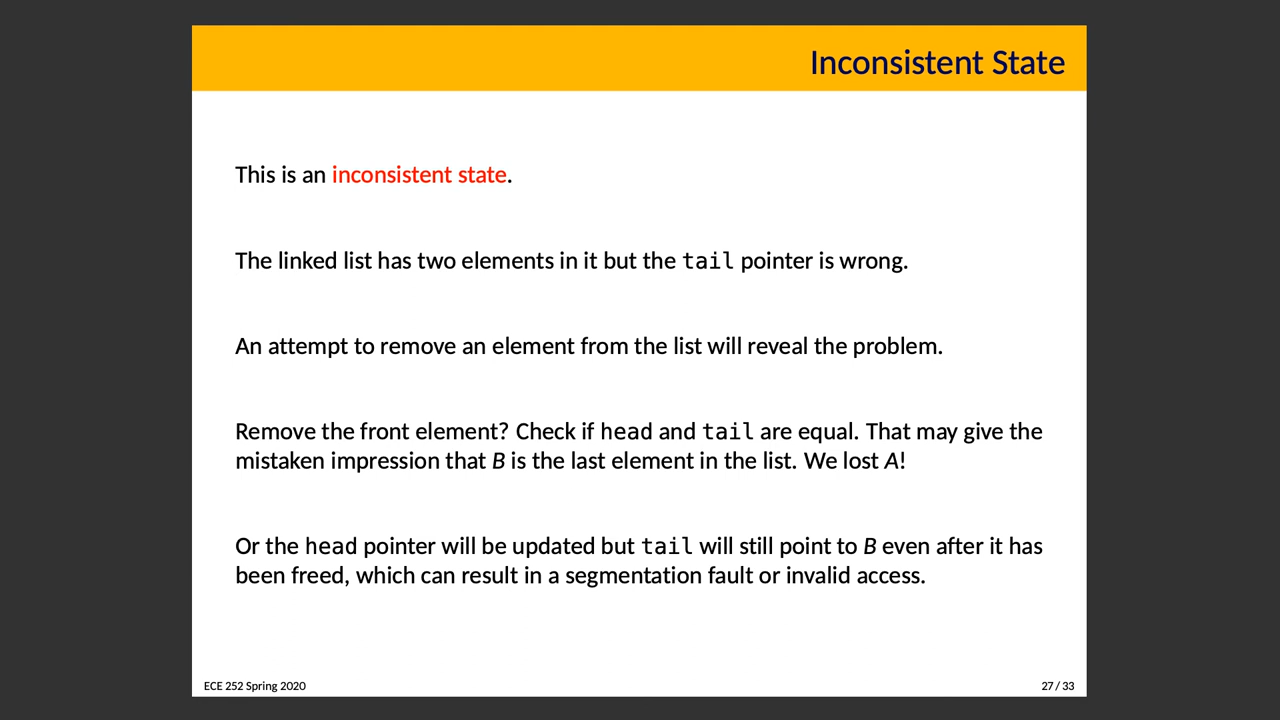 Inconsistent State
This is an inconsistent state.
The linked list has two elements in it but the tail pointer is wrong.
An attempt to remove an element from the list will reveal the problem.
Remove the front element? Check if head and tail are equal. That may give the
mistaken impression that B is the last element in the list. We lost A!
Or the head pointer will be updated but tail will still point to B even after it has
been freed, which can result in a segmentation fault or invalid access.
ECE 252 Spring 2020
27 / 33